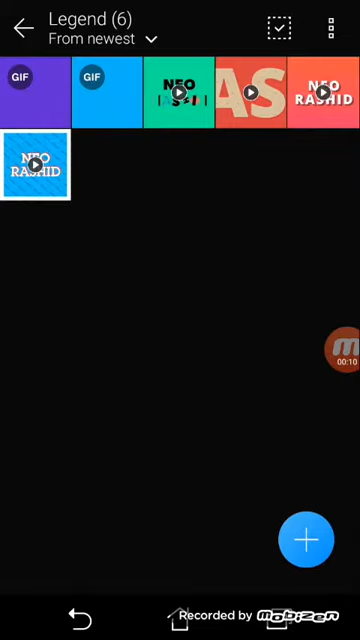 Legend (6)
From newest
GIF
GIF
NEO
AS
NEO
RASHID
NEO
RASHID
00:10
Recorded by mobizen